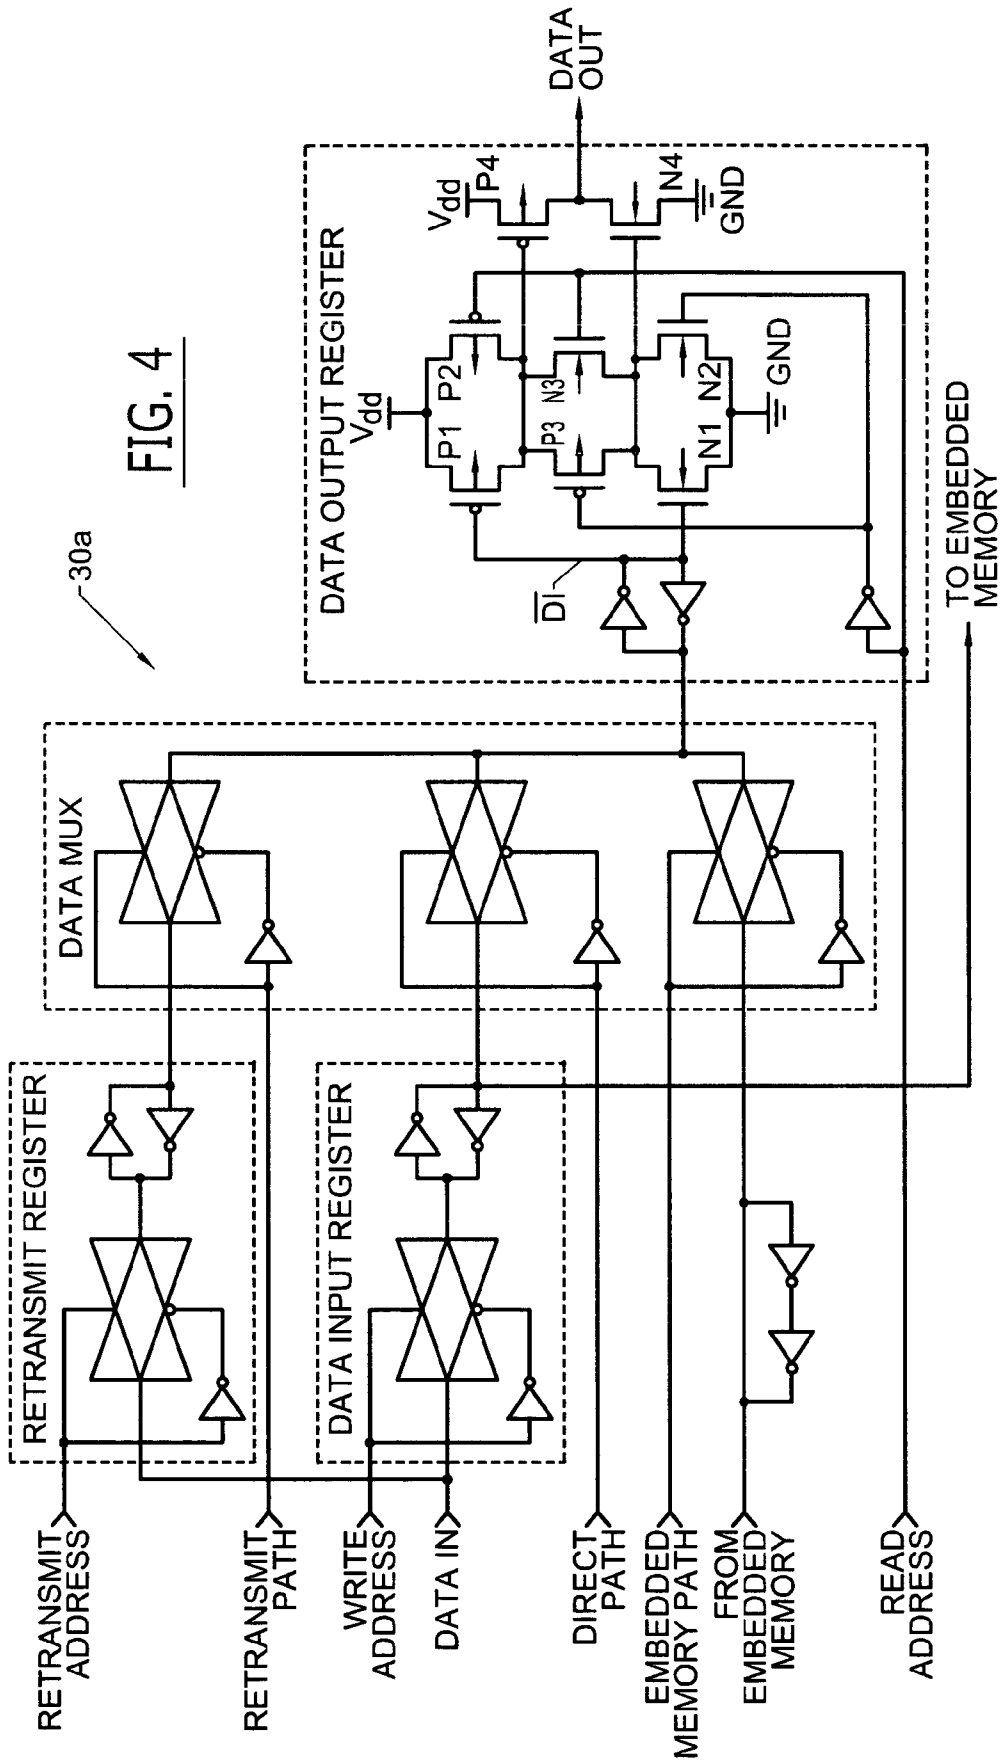 FIG. 4
30a
RETRANSMIT REGISTER
DATA INPUT REGISTER
DATA MUX
DATA OUTPUT REGISTER
RETRANSMIT
ADDRESS
RETRANSMIT
PATH
WRITE
ADDRESS
DATA IN
DIRECT
PATH
EMBEDDED
MEMORY PATH
FROM
EMBEDDED
MEMORY
READ
ADDRESS
DI
Vdd
P1
P2
P3
N3
N1
N2
GND
Vdd
P4
N4
GND
DATA
OUT
TO EMBEDDED
MEMORY